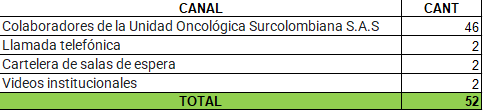 CANAL CANT
Colaboradores de la Unidad Oncológica Surcolombiana S.A.S 46
Llamada telefónica 2
Cartelera de salas de espera 2
Videos institucionales 2
TOTAL 52